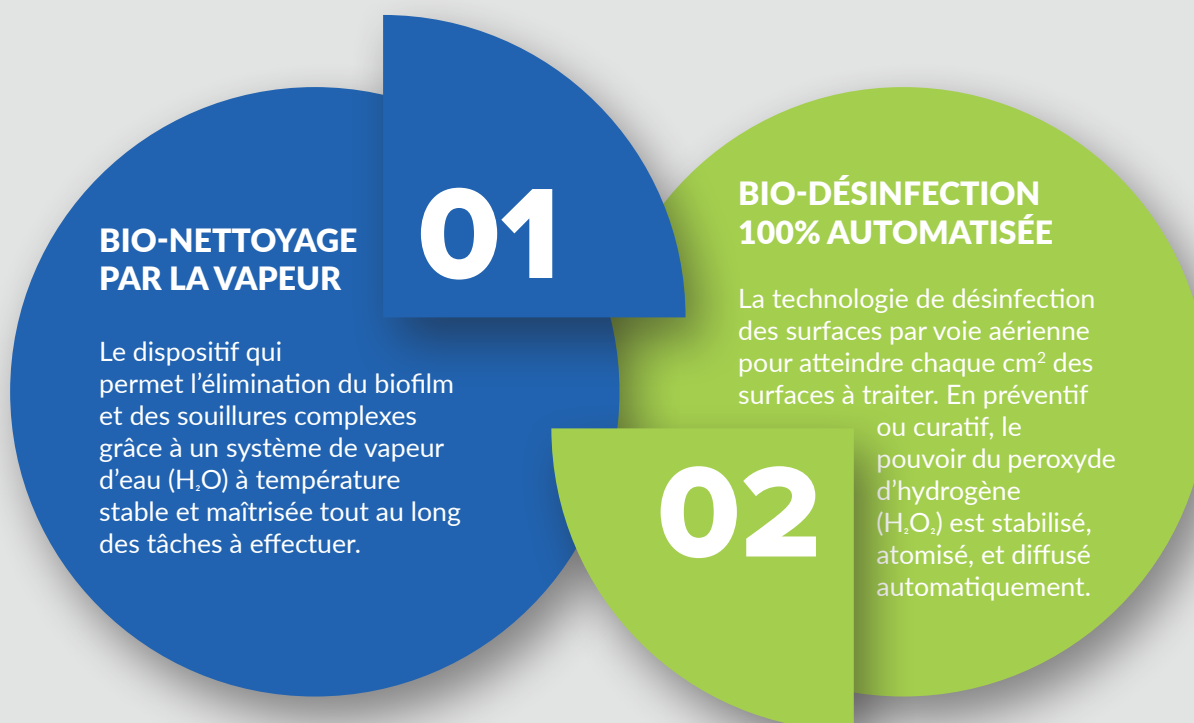 01
BIO-NETTOYAGE
PAR LA VAPEUR
Le dispositif qui
permet l’élimination du biofilm
et des souillures complexes
grâce à un système de vapeur
d’eau (H₂O) à température
stable et maîtrisée tout au long
des tâches à effectuer.
02
BIO-DÉSINFECTION
100% AUTOMATISÉE
La technologie de désinfection
des surfaces par voie aérienne
pour atteindre chaque cm² des
surfaces à traiter. En préventif
ou curatif, le
pouvoir du peroxyde
d’hydrogène
(H₂O₂) est stabilisé,
atomisé, et diffusé
automatiquement.